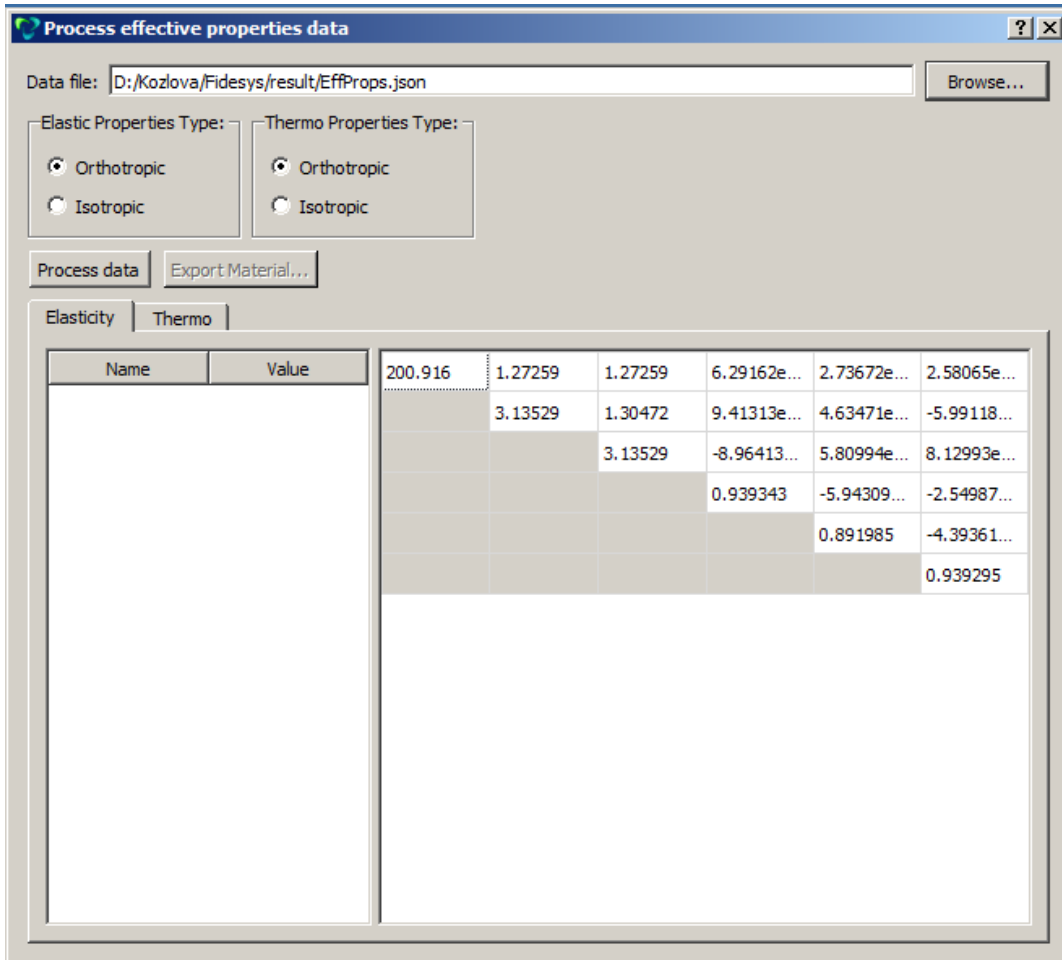 Process effective properties data
Data file: D:/Kozlova/Fidesys/result/EffProps.json Browse...
Elastic Properties Type: Thermo Properties Type:
Orthotropic Orthotropic
Isotropic Isotropic
Process data Export Material...
Elasticity Thermo
Name Value 200.916 1.27259 1.27259 6.29162e... 2.73672e... 2.58065e...
3.13529 1.30472 9.41313e... 4.63471e... -5.99118...
3.13529 -8.96413... 5.80994e... 8.12993e...
0.939343 -5.94309... -2.54987...
0.891985 -4.39361...
0.939295